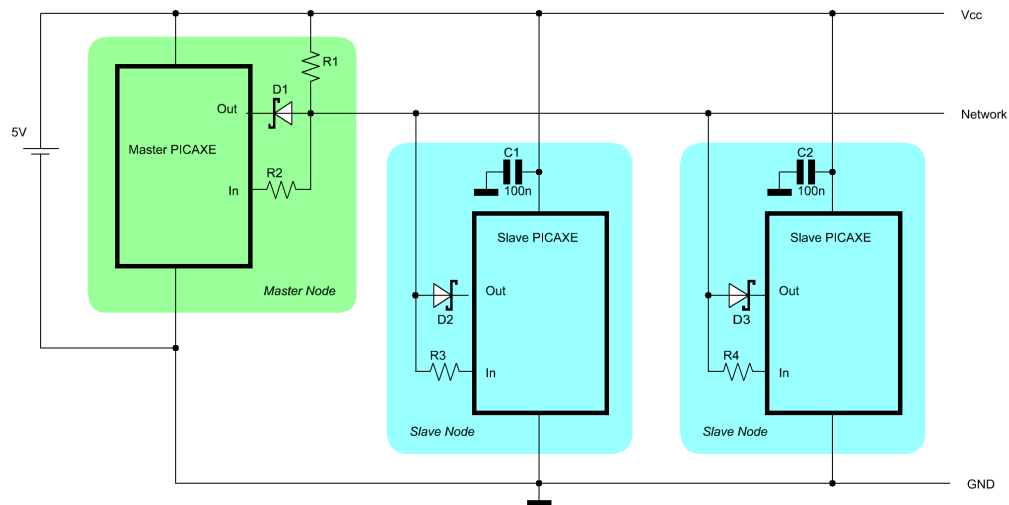 Vcc
R1
D1
Out
Network
5V
Master PICAXE
R2
In
Master Node
C1
100n
Slave PICAXE
Out
D2
R3
In
Slave Node
C2
100n
Slave PICAXE
Out
D3
R4
In
Slave Node
GND